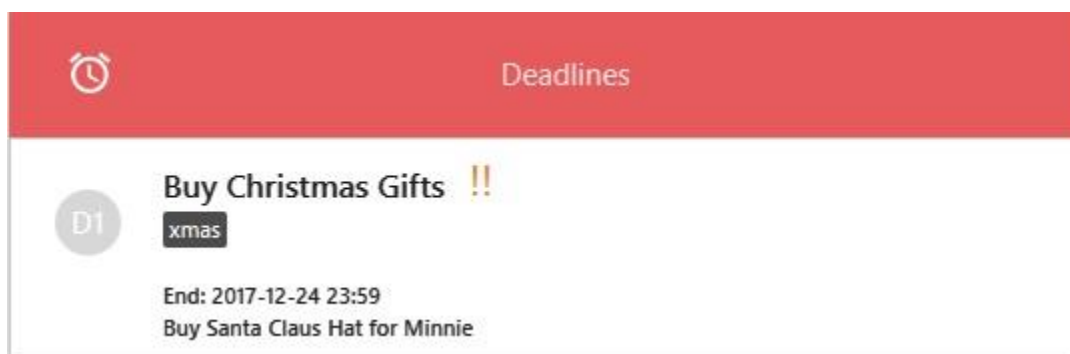 Deadlines
Buy Christmas Gifts !!
D1
xmas
End: 2017-12-24 23:59
Buy Santa Claus Hat for Minnie